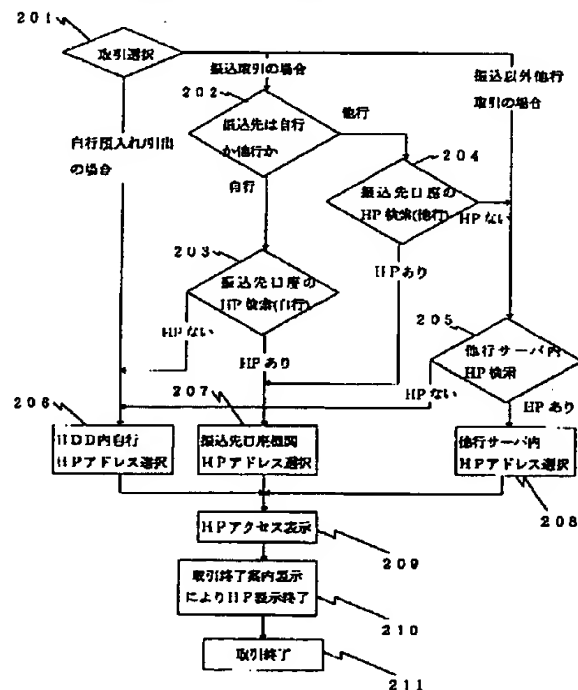 201
取引選択
振込取引の場合
振込以外他行
取引の場合
202
振込先は自行
か他行か
他行
自行預入れ/引出
の場合
204
振込先口座の
HP検索(他行)
HPない
自行
HPあり
203
振込先口座の
HP検索(自行)
HPない
HPあり
205
他行サーバ内
HP検索
HPない
HPあり
206
HDD内自行
HPアドレス選択
207
振込先口座機関
HPアドレス選択
他行サーバ内
HPアドレス選択
208
HPアクセス表示
209
取引終了案内表示
によりHP表示終了
210
取引終了
211